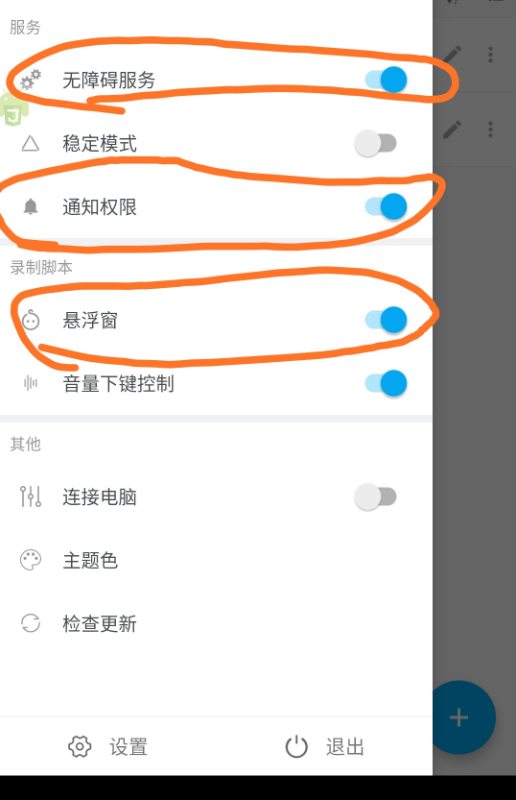 服务
无障碍服务
稳定模式
通知权限
录制脚本
悬浮窗
音量下键控制
其他
连接电脑
主题色
检查更新
设置
退出